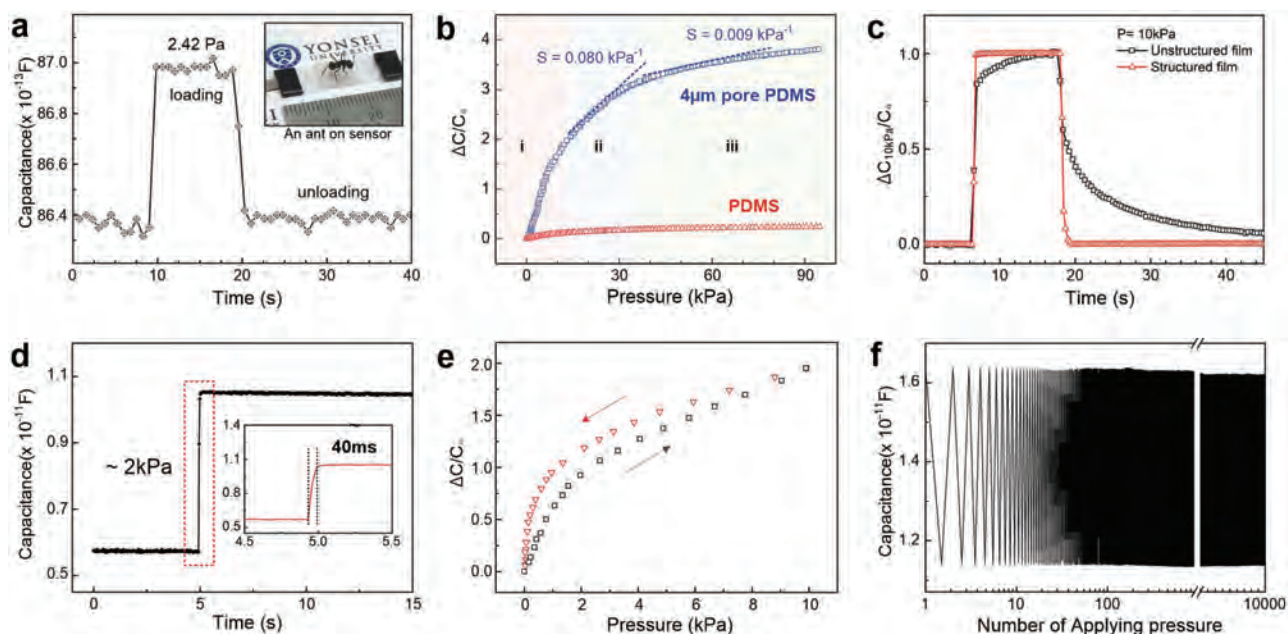 a
Capacitance(x 10⁻¹³F)
87.0
86.8
86.6
86.4
0 10 20 30 40
Time (s)
2.42 Pa
loading
unloading
YONSEI
UNIVERSITY
An ant on sensor
b
ΔC/C₀
4
3
2
1
0
0 30 60 90
Pressure (kPa)
S = 0.080 kPa⁻¹
S = 0.009 kPa⁻¹
4μm pore PDMS
i
ii
iii
PDMS
c
1.0
0.5
0.0
0 10 20 30 40
Time (s)
P= 10kPa
Unstructured film
Structured film
d
Capacitance(x 10⁻¹¹F)
1.1
0.9
0.7
0.5
0 5 10 15
Time (s)
~ 2kPa
40ms
1.4
1.1
0.8
0.5
4.5 5.0 5.5
e
2.0
1.5
1.0
0.5
0.0
0 2 4 6 8 10
Pressure (kPa)
f
Capacitance(x 10⁻¹¹F)
1.6
1.4
1.2
1 10 100 10000
Number of Applying pressure